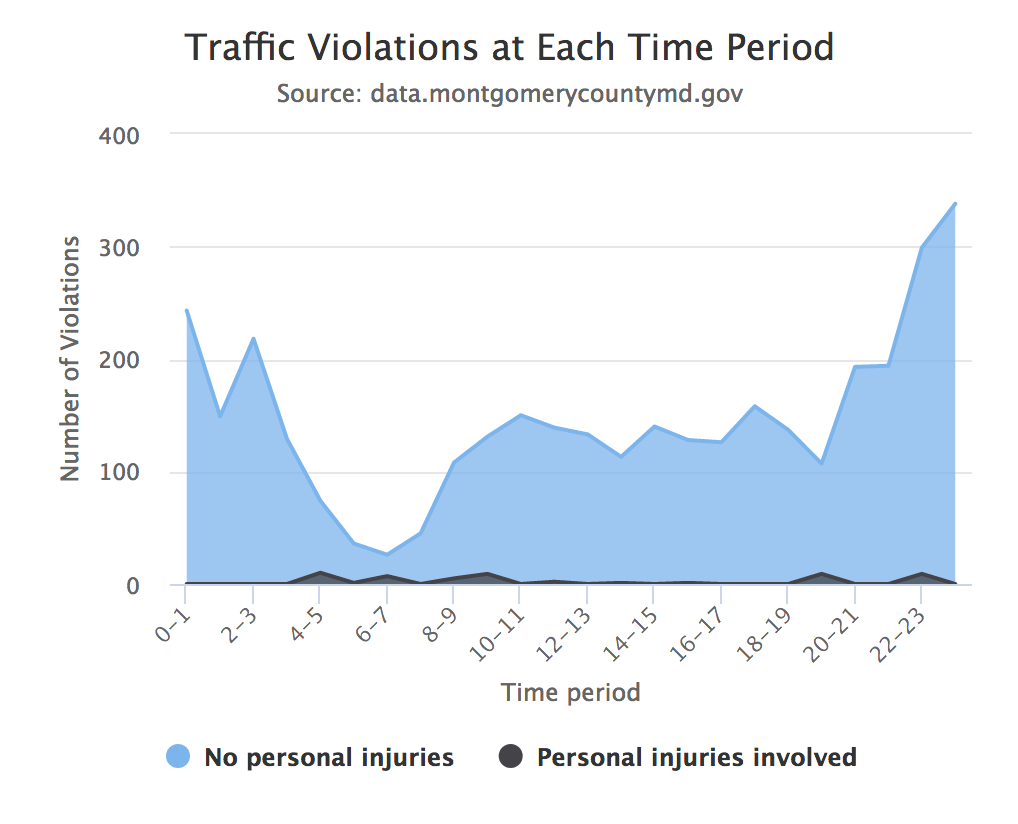 Traffic Violations at Each Time Period
Source: data.montgomerycountymd.gov
Number of Violations
400
300
200
100
0
0-1
2-3
4-5
6-7
8-9
10-11
12-13
14-15
16-17
18-19
20-21
22-23
Time period
No personal injuries
Personal injuries involved